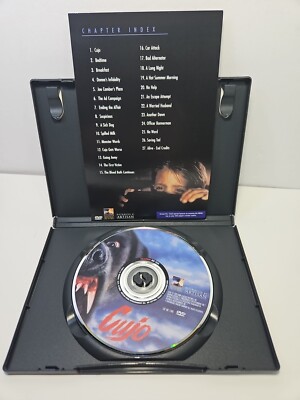 CHAPTER INDEX
1. Cujo
2. Bedtime
3. Breakfast
4. Donna's Infidelity
5. Joe Camber's Place
6. The Ad Campaign
7. Ending the Affair
8. Suspicions
9. A Sick Dog
10. Spilled Milk
11. Monster Words
12. Cujo Gets Worse
13. Going Away
14. The First Victim
15. The Blood Bath Continues
16. Car Attack
17. Bad Alternator
18. A Long Night
19. A Hot Summer Morning
20. No Help
21. An Escape Attempt
22. A Worried Husband
23. Another Dawn
24. Officer Bannerman
25. No Word
26. Saving Tad
27. Alive - End Credits
ARTISAN
Cujo